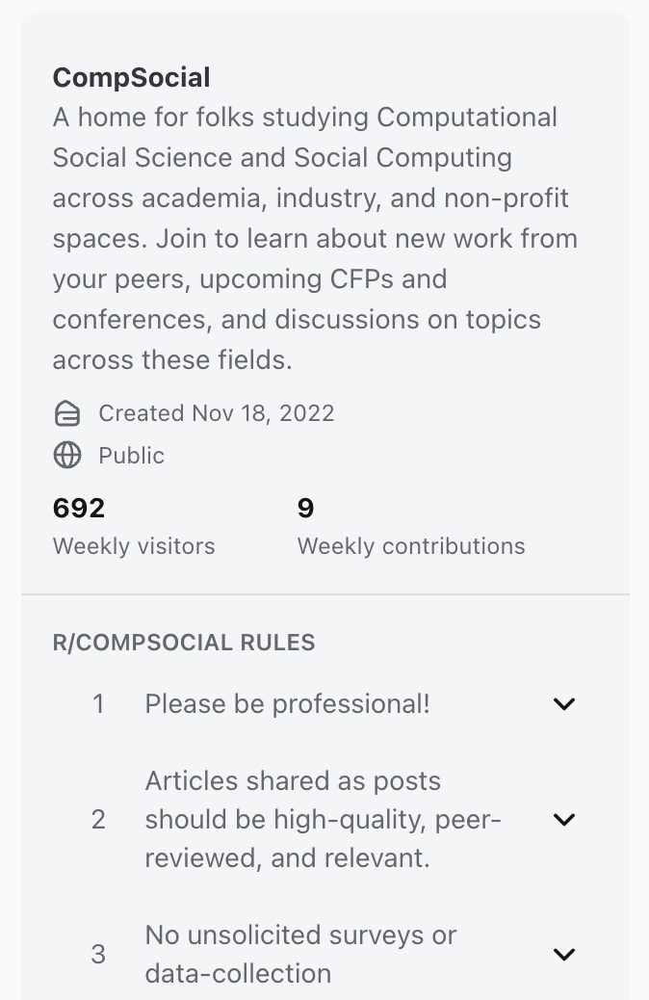 CompSocial
A home for folks studying Computational
Social Science and Social Computing
across academia, industry, and non-profit
spaces. Join to learn about new work from
your peers, upcoming CFPs and
conferences, and discussions on topics
across these fields.
Created Nov 18, 2022
Public
692
Weekly visitors
9
Weekly contributions
R/COMPSOCIAL RULES
1
Please be professional!
2
Articles shared as posts
should be high-quality, peer-
reviewed, and relevant.
3
No unsolicited surveys or
data-collection